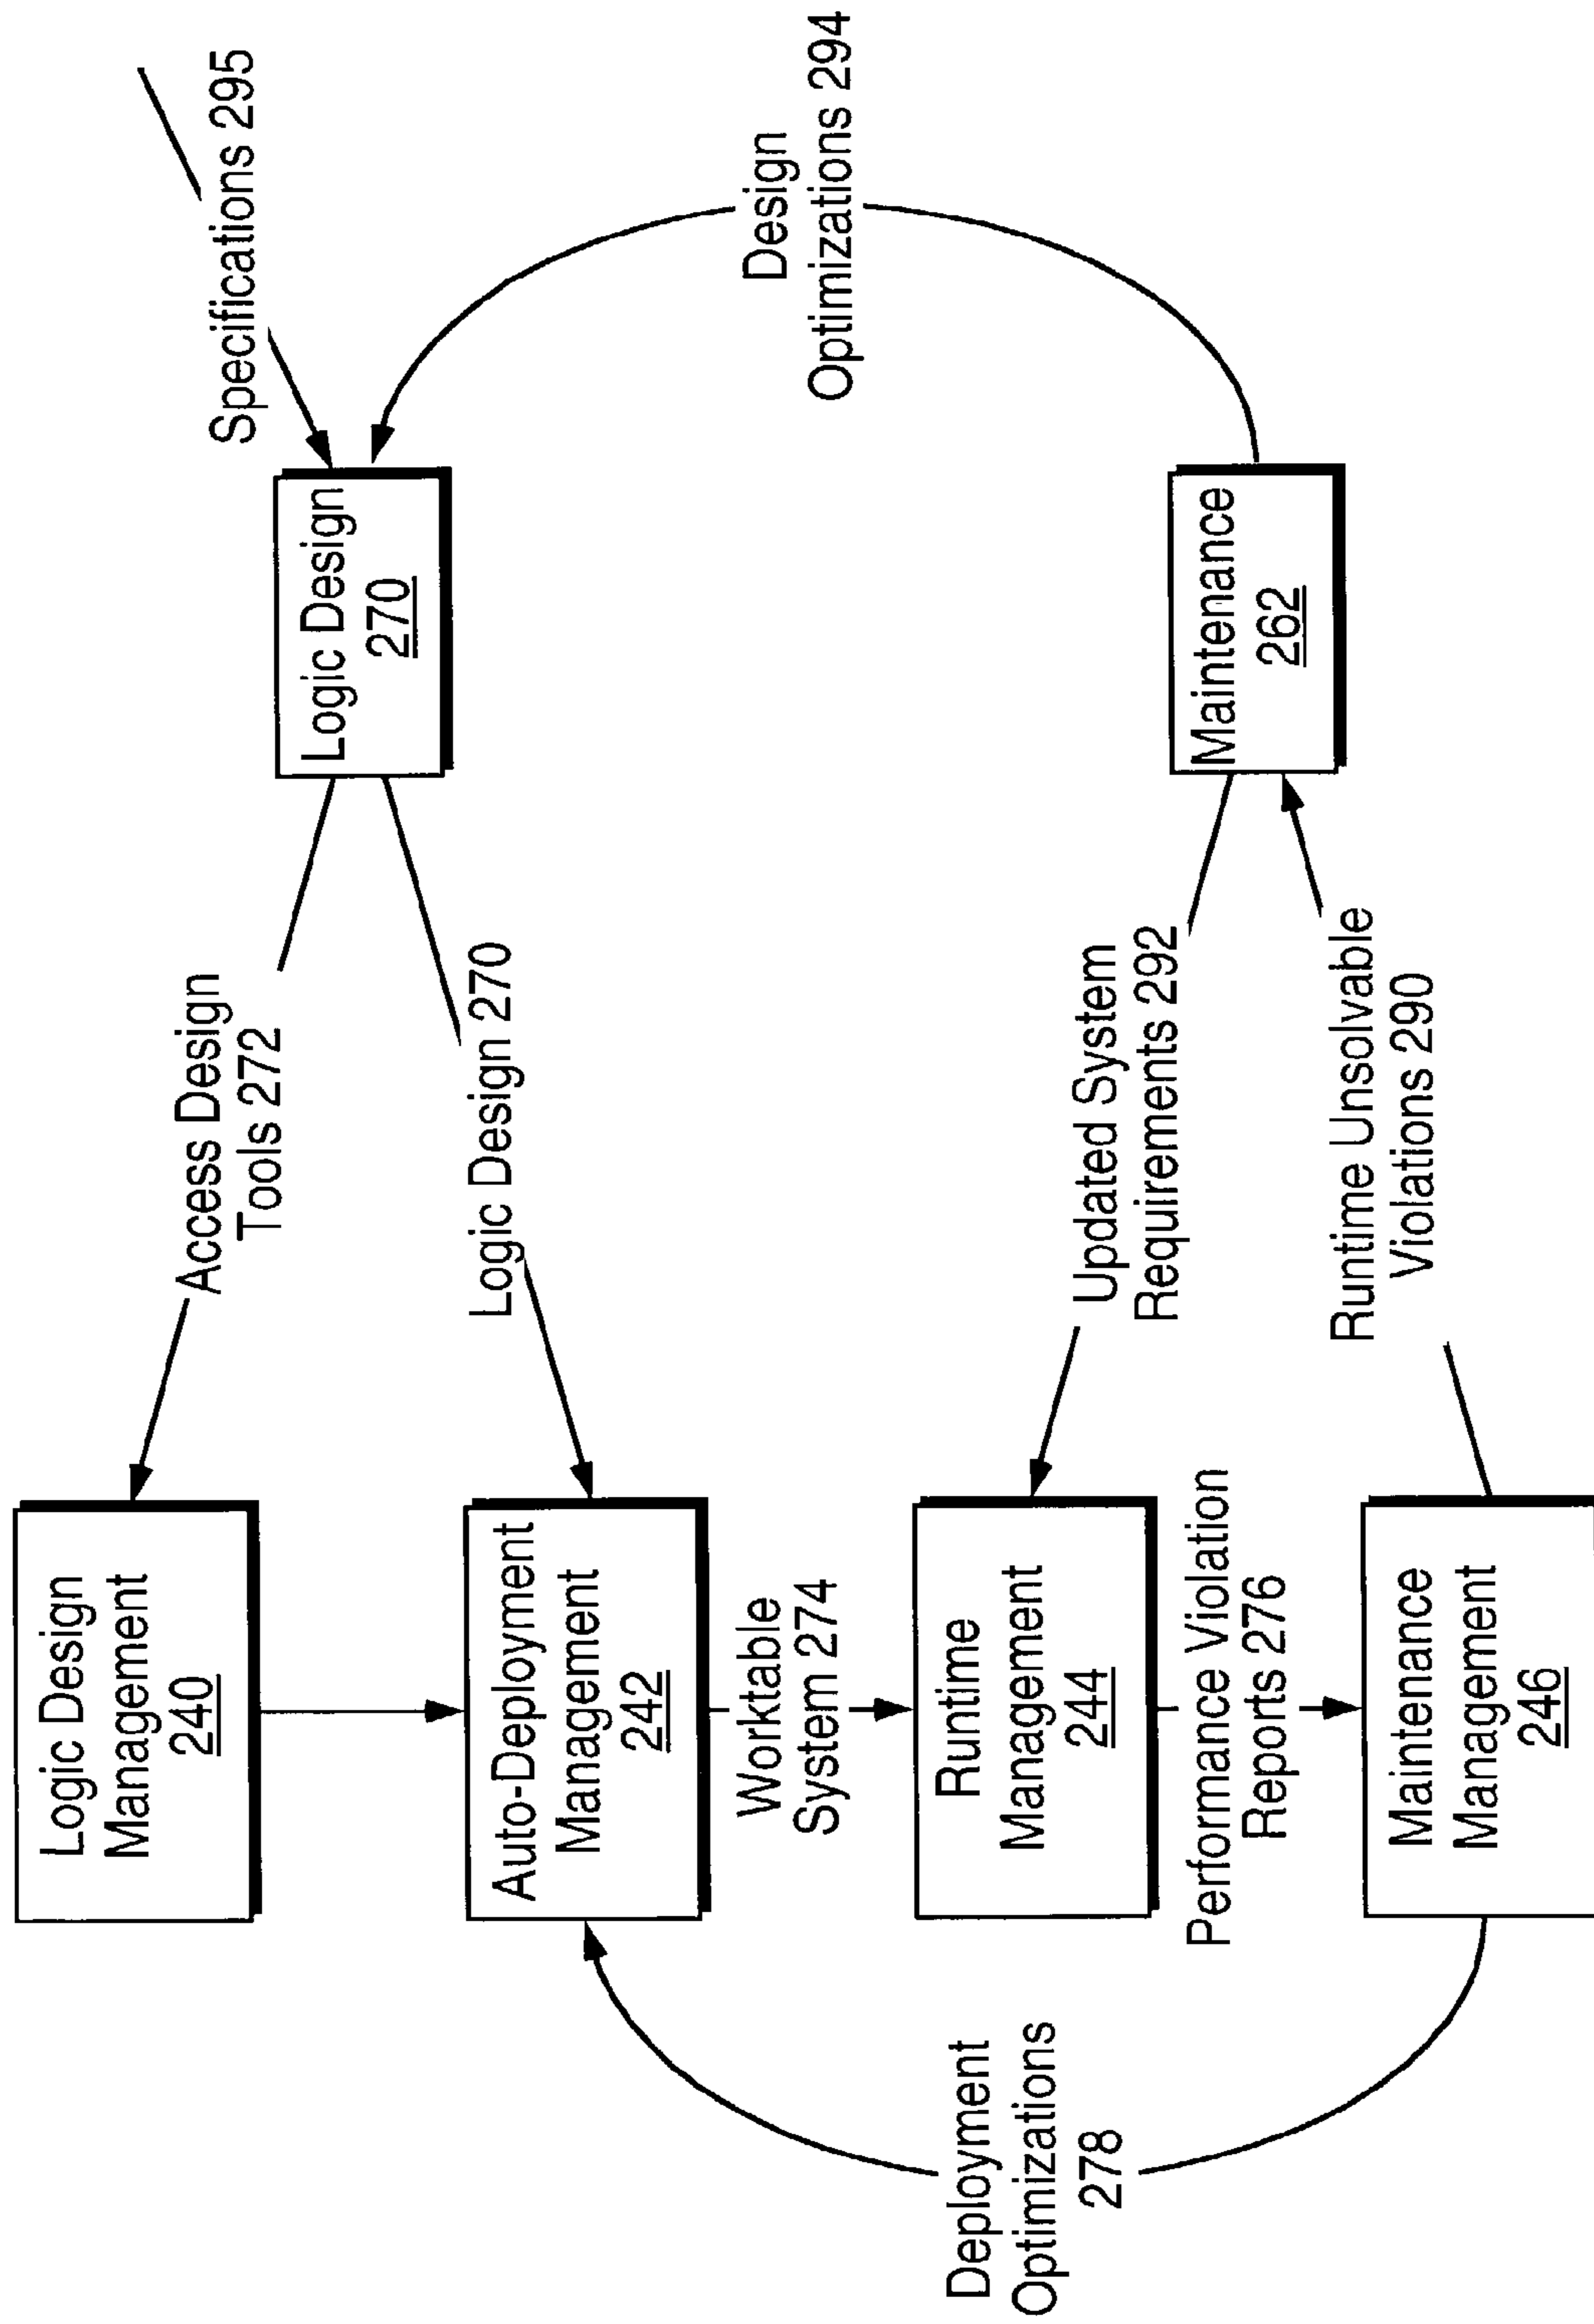 Specifications 295
Logic Design
270
Design
Optimizations 294
Maintenance
262
Access Design
Tools 272
Logic Design 270
Updated System
Requirements 292
Runtime Unsolvable
Violations 290
Logic Design
Management
240
Auto-Deployment
Management
242
Worktable
System 274
Runtime
Management
244
Performance Violation
Reports 276
Maintenance
Management
246
Deployment
Optimizations
278